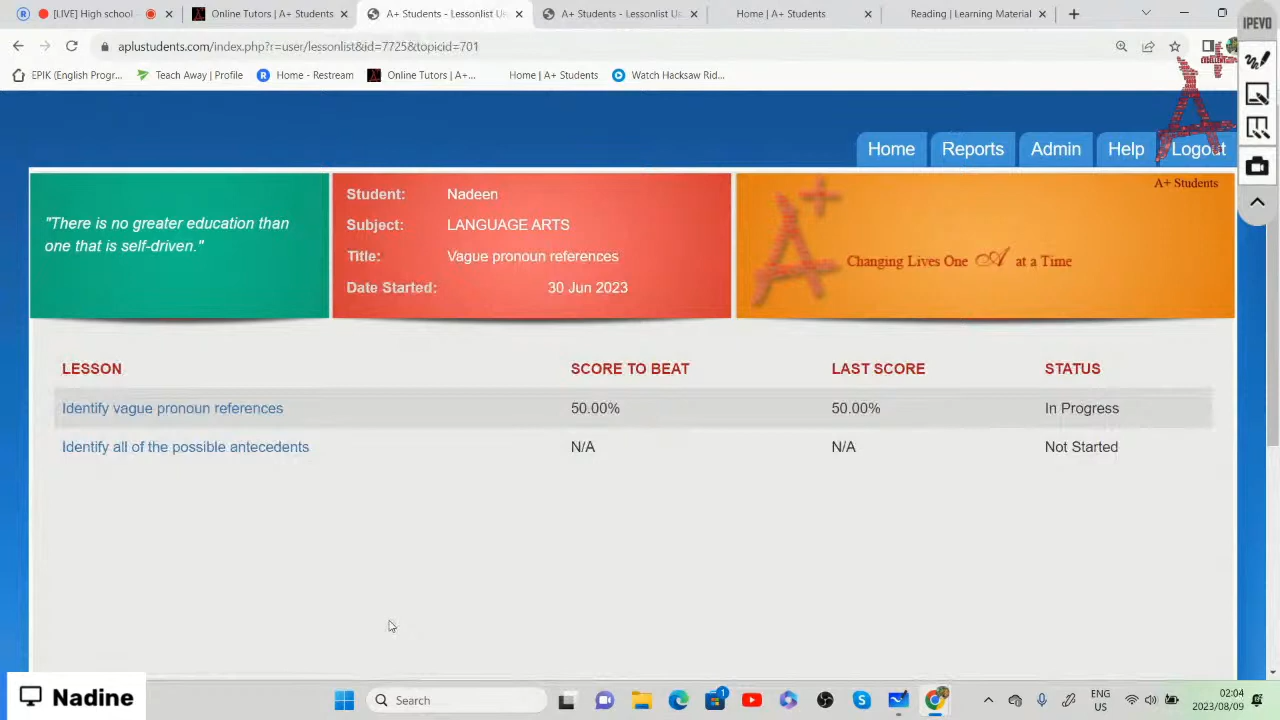 [LIVE] High school
Online Tutors | A+ Students
A+ Students - Lessonlist Us
A+ Students - Lessonlist Us
Home | A+ Students
Reading | Learning Material
IPEVO
aplustudents.com/index.php?r=user/lessonlist&id=7725&topicid=701
EPIK (English Progr...
Teach Away | Profile
Home - Restream
Online Tutors | A+...
Home | A+ Students
Watch Hacksaw Rid...
Home
Reports
Admin
Help
Logout
"There is no greater education than
one that is self-driven."
Student: Nadeen
Subject: LANGUAGE ARTS
Title: Vague pronoun references
Date Started: 30 Jun 2023
A+ Students
A+
Changing Lives One A at a Time
LESSON SCORE TO BEAT LAST SCORE STATUS
Identify vague pronoun references 50.00% 50.00% In Progress
Identify all of the possible antecedents N/A N/A Not Started
Nadine
Search
1
ENG
US
02:04
2023/08/09